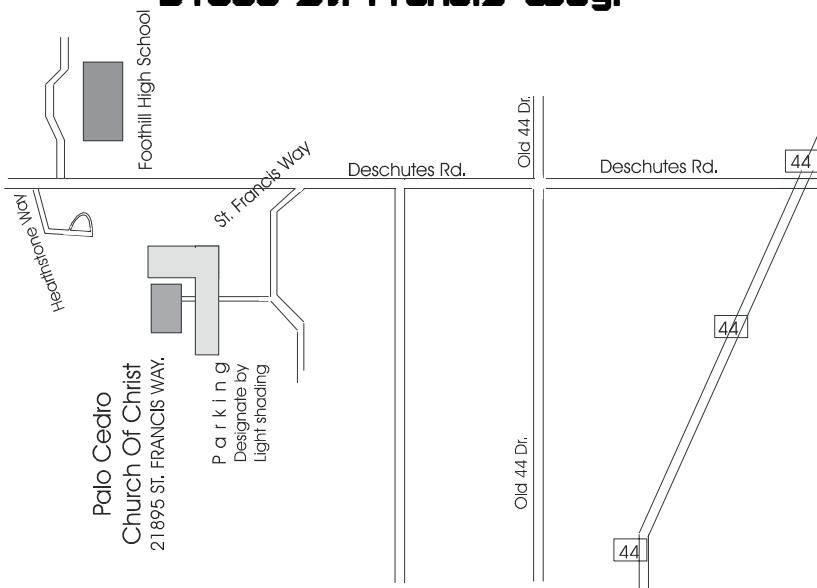 Foothill High School
Old 44 Dr.
St. Francis Way
Deschutes Rd.
Deschutes Rd.
44
Hearthstone Way
44
Palo Cedro
Church Of Christ
21895 ST. FRANCIS WAY.
Parking
Designate by
Light shading
Old 44 Dr.
44